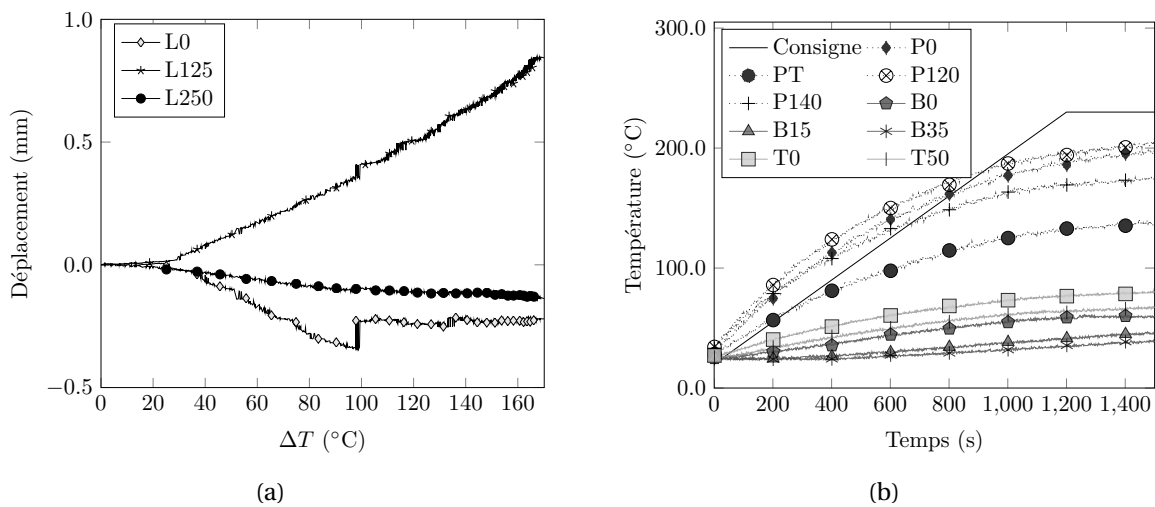 L0
L125
L250
1.0
0.5
0.0
−0.5
Déplacement (mm)
0 20 40 60 80 100 120 140 160
ΔT (°C)
(a)
Consigne P0
PT P120
P140 B0
B15 B35
T0 T50
300.0
200.0
100.0
0.0
Température (°C)
0 200 400 600 800 1,000 1,200 1,400
Temps (s)
(b)